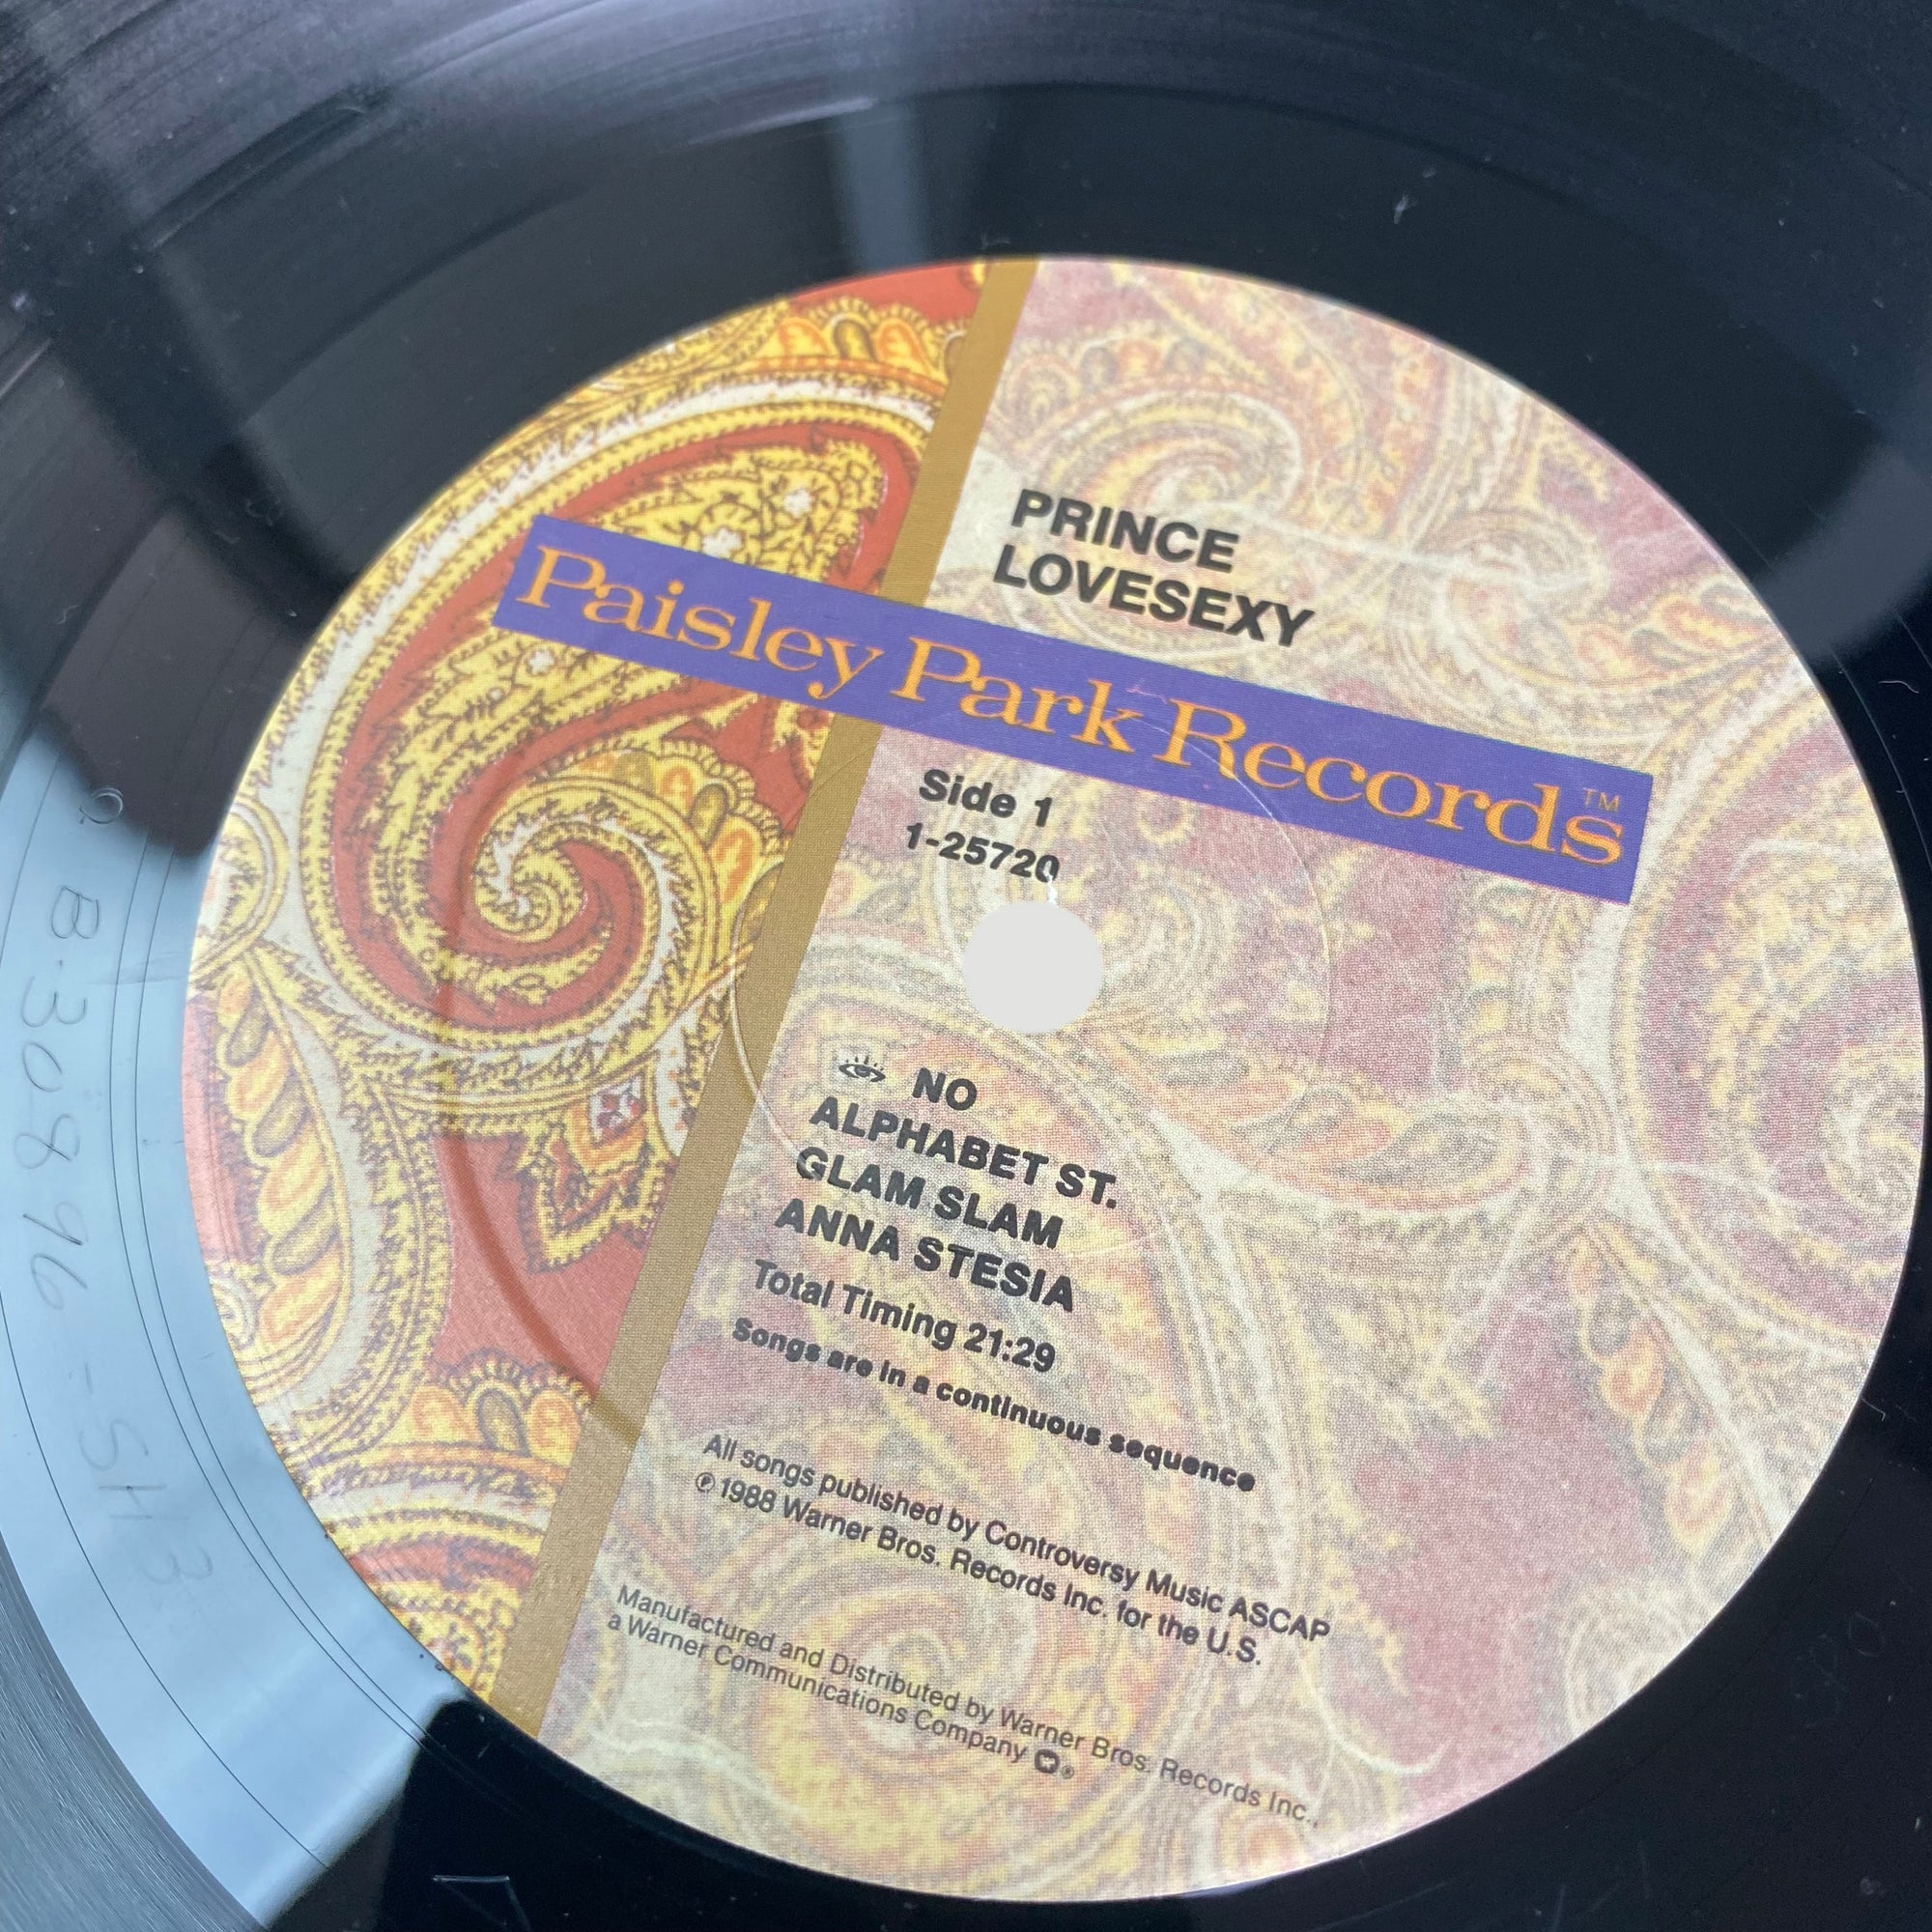 PRINCE
LOVESEXY
Paisley Park Records™
Side 1
1-25720
NO
ALPHABET ST.
GLAM SLAM
ANNA STESIA
Total Timing 21:29
Songs are in a continuous sequence
All songs published by Controversy Music ASCAP
℗ 1988 Warner Bros. Records Inc. for the U.S.
Manufactured and Distributed by Warner Bros. Records Inc.,
a Warner Communications Company ®
B-30896-SH3